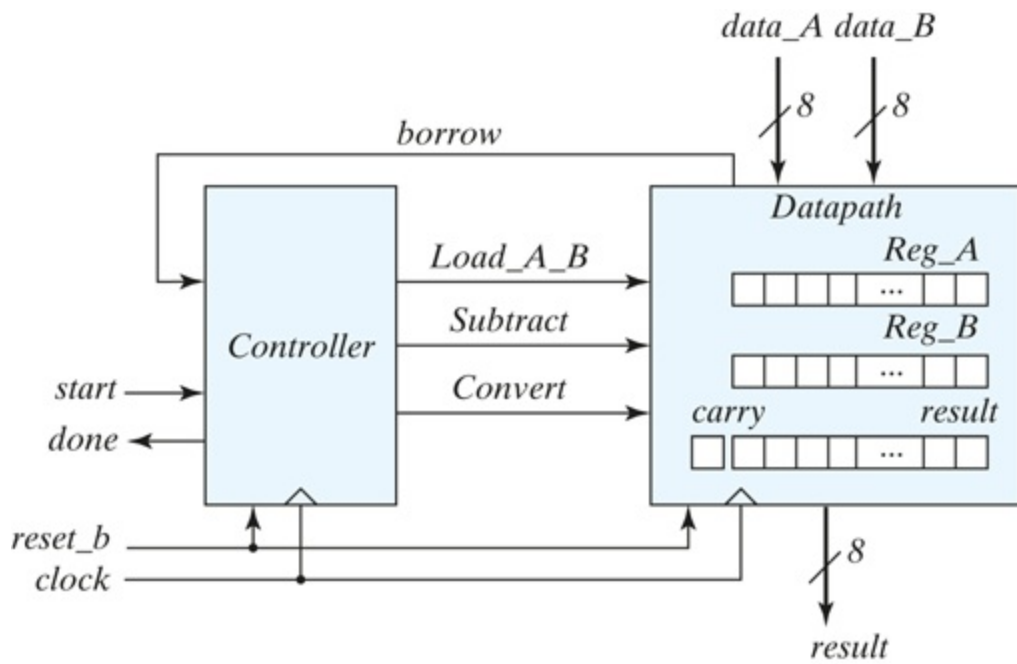 data_A data_B
8 8
borrow
Datapath
Reg_A
...
Load_A_B
Subtract
Reg_B
...
Controller
Convert
start
carry result
done
...
reset_b
8
clock
result